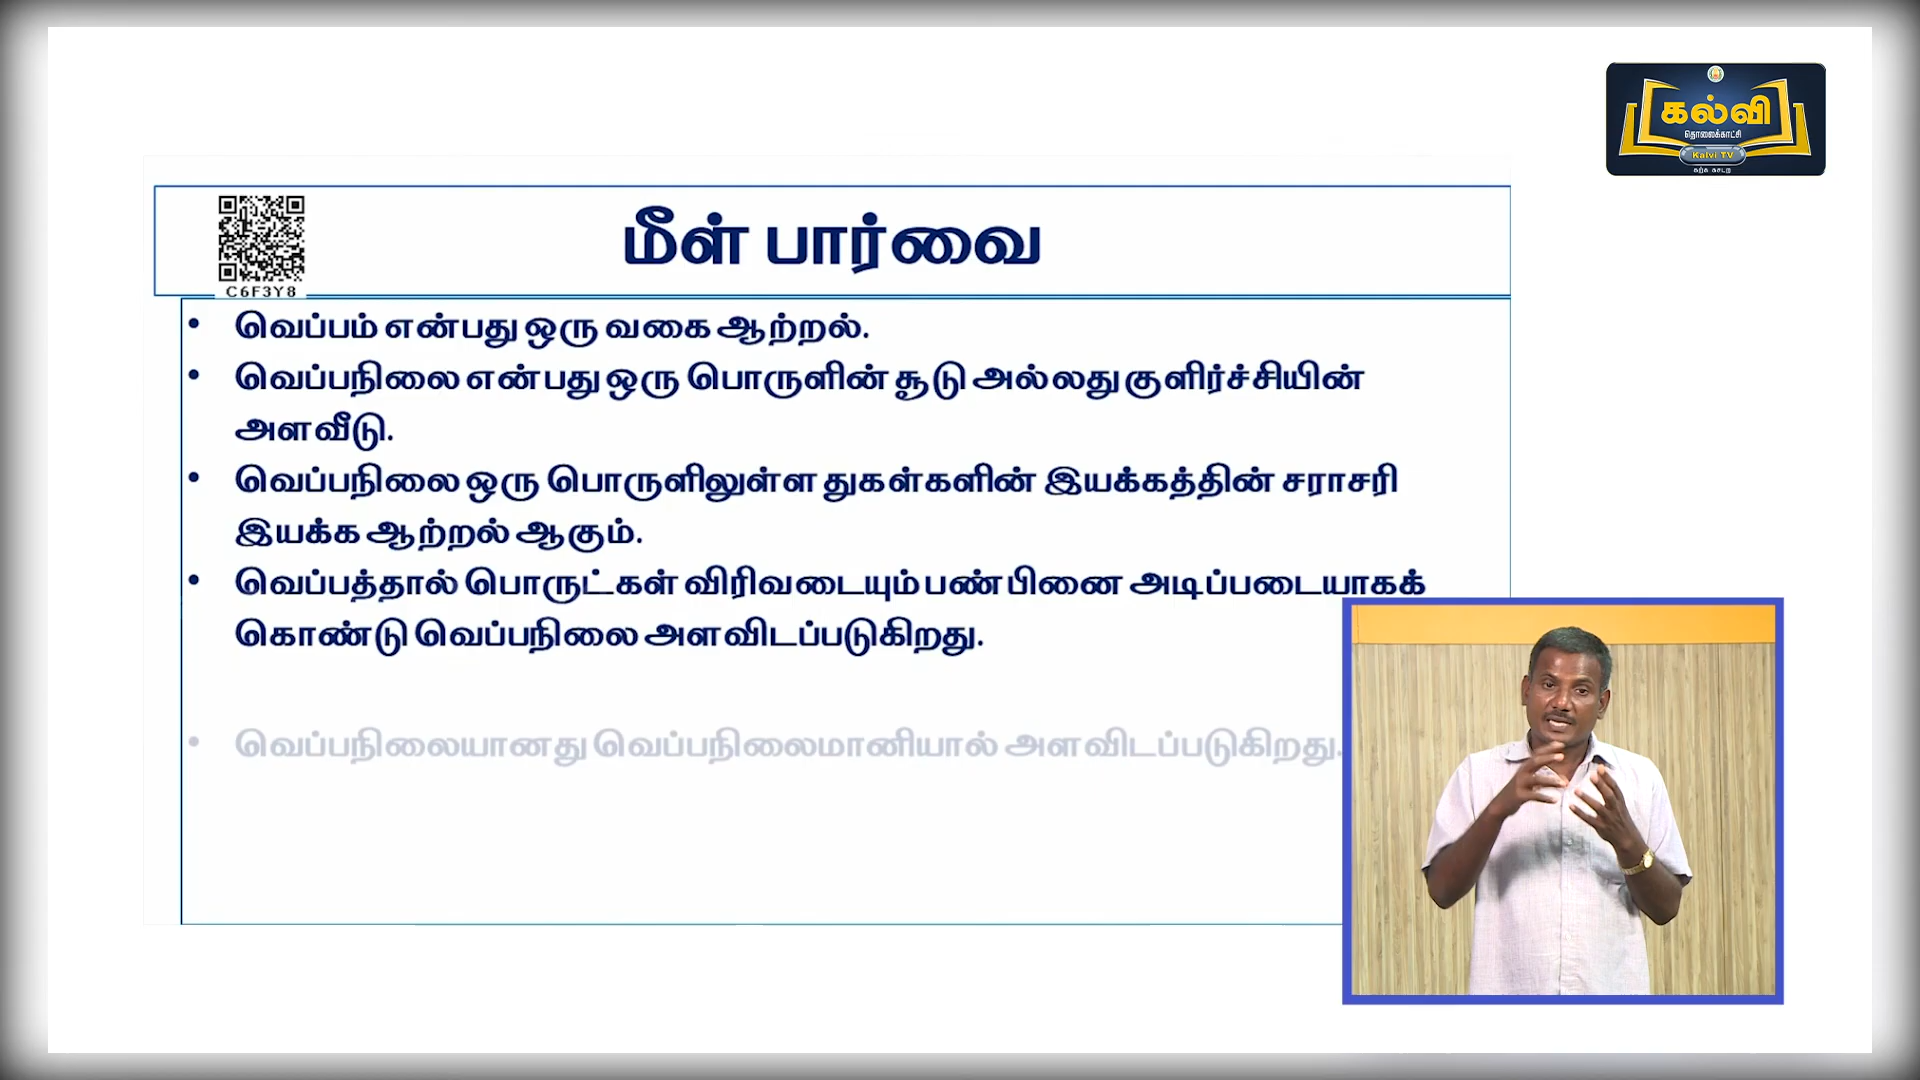 கல்வி
தொலைக்காட்சி
Kalvi TV
கற்க கசடற
மீள் பார்வை
C6F3Y8
• வெப்பம் என்பது ஒரு வகை ஆற்றல்.
• வெப்பநிலை என்பது ஒரு பொருளின் சூடு அல்லது குளிர்ச்சியின்
அளவீடு.
• வெப்பநிலை ஒரு பொருளிலுள்ள துகள்களின் இயக்கத்தின் சராசரி
இயக்க ஆற்றல் ஆகும்.
• வெப்பத்தால் பொருட்கள் விரிவடையும் பண்பினை அடிப்படையாகக்
கொண்டு வெப்பநிலை அளவிடப்படுகிறது.
• வெப்பநிலையானது வெப்பநிலைமானியால் அளவிடப்படுகிறது.